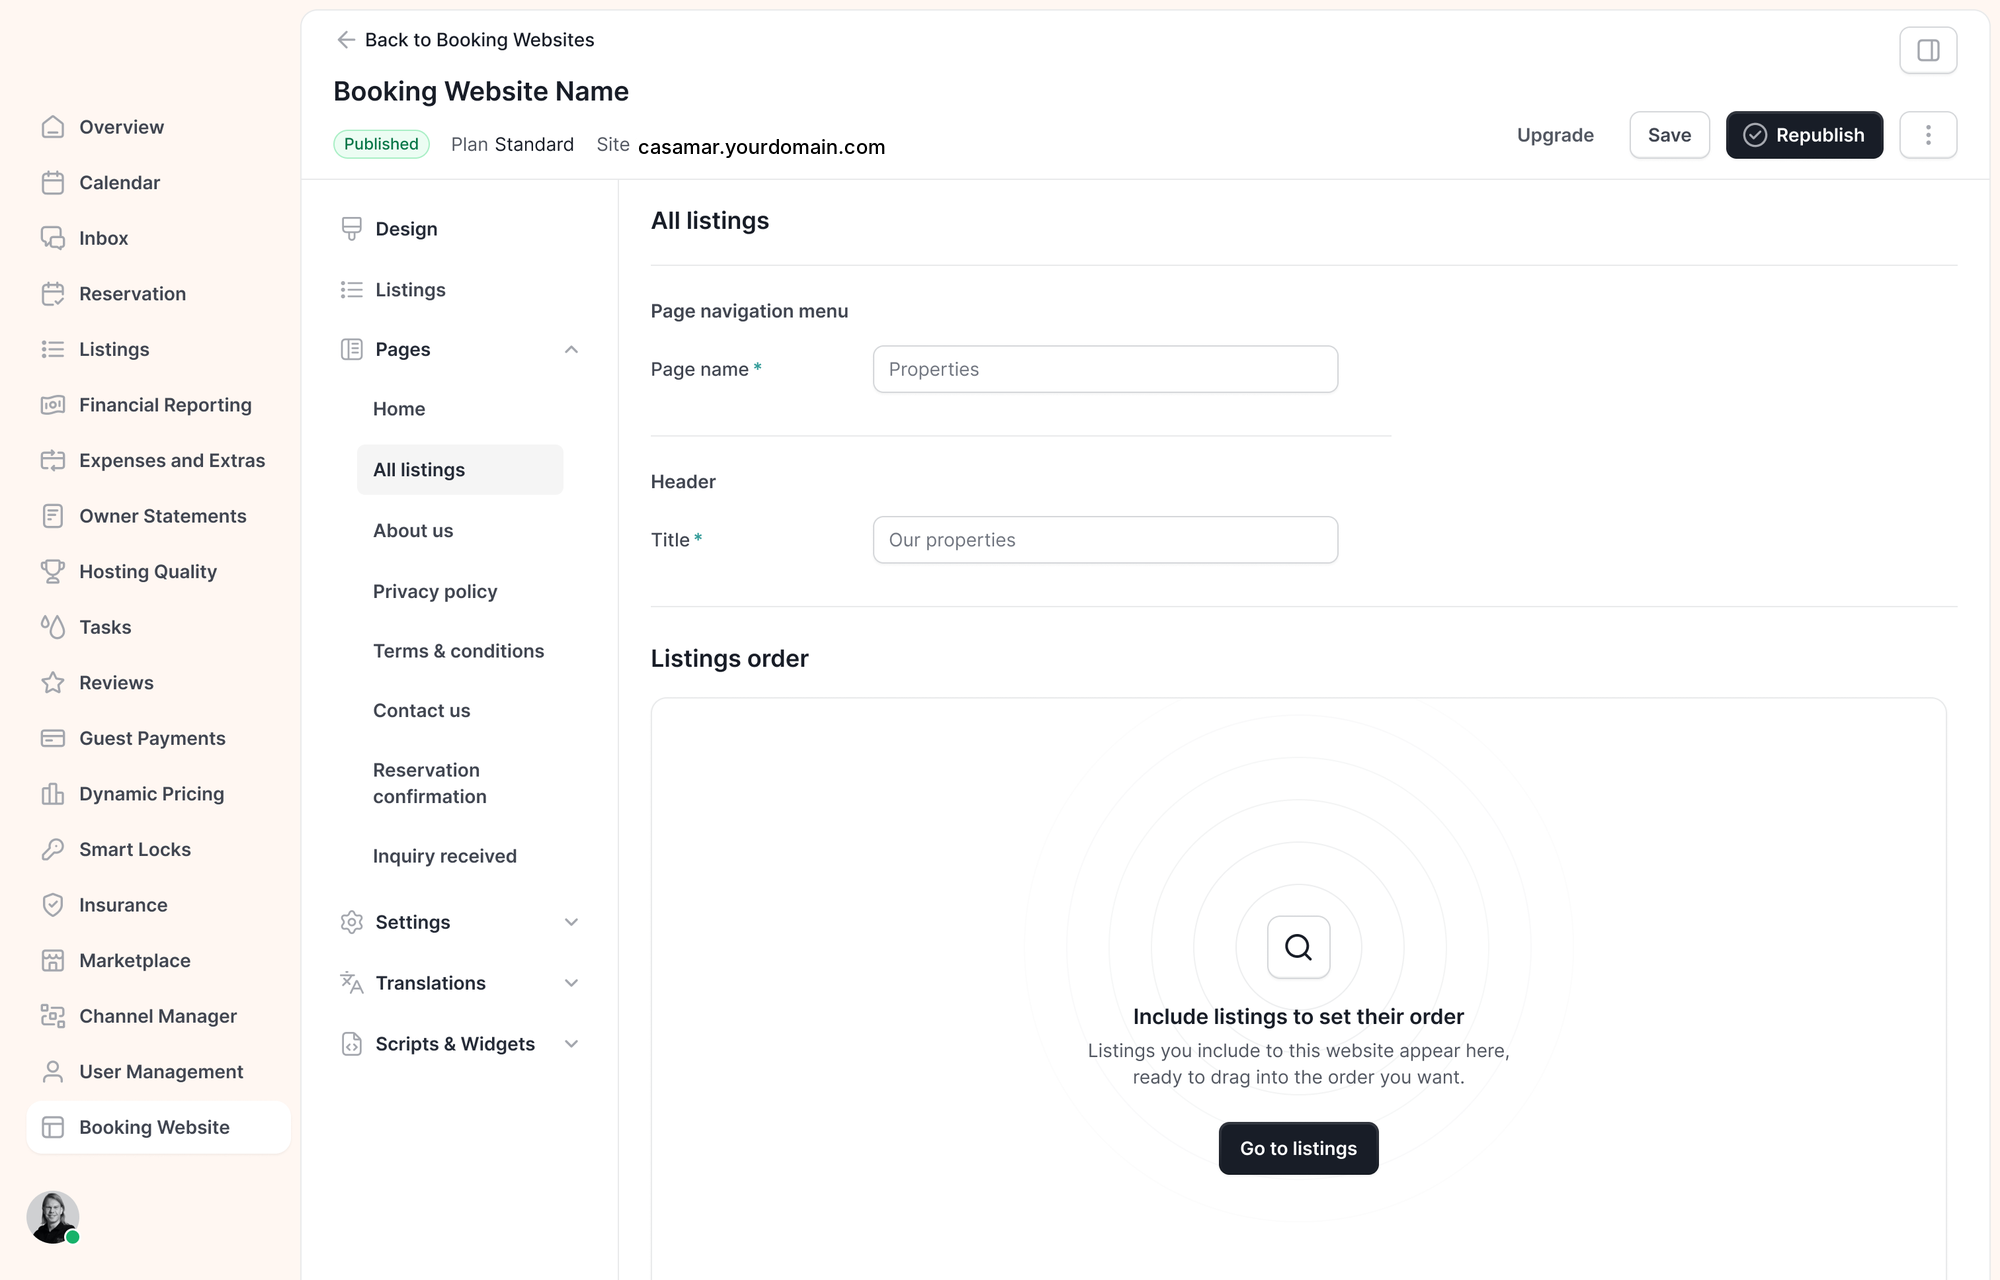 Overview
Calendar
Inbox
Reservation
Listings
Financial Reporting
Expenses and Extras
Owner Statements
Hosting Quality
Tasks
Reviews
Guest Payments
Dynamic Pricing
Smart Locks
Insurance
Marketplace
Channel Manager
User Management
Booking Website
Back to Booking Websites
Booking Website Name
Published Plan Standard Site casamar.yourdomain.com
Upgrade
Save
Republish
Design
Listings
Pages
Home
All listings
About us
Privacy policy
Terms & conditions
Contact us
Reservation
confirmation
Inquiry received
Settings
Translations
Scripts & Widgets
All listings
Page navigation menu
Page name * Properties
Header
Title * Our properties
Listings order
Include listings to set their order
Listings you include to this website appear here,
ready to drag into the order you want.
Go to listings